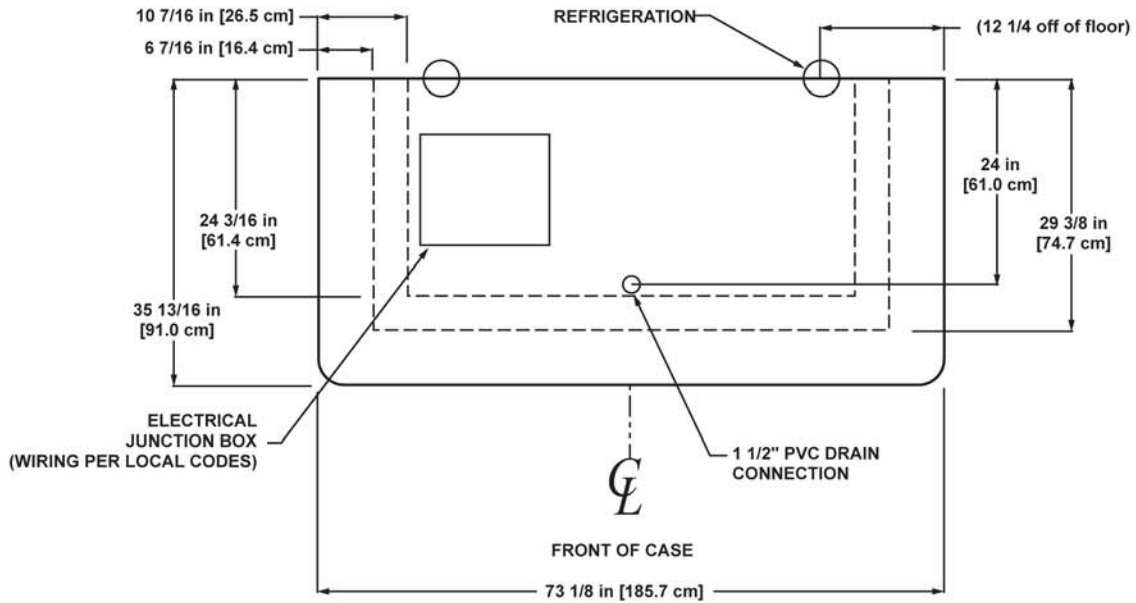 10 7/16 in [26.5 cm]
REFRIGERATION
(12 1/4 off of floor)
6 7/16 in [16.4 cm]
24 in
[61.0 cm]
24 3/16 in
[61.4 cm]
29 3/8 in
[74.7 cm]
35 13/16 in
[91.0 cm]
ELECTRICAL
JUNCTION BOX
(WIRING PER LOCAL CODES)
1 1/2" PVC DRAIN
CONNECTION
CL
FRONT OF CASE
73 1/8 in [185.7 cm]